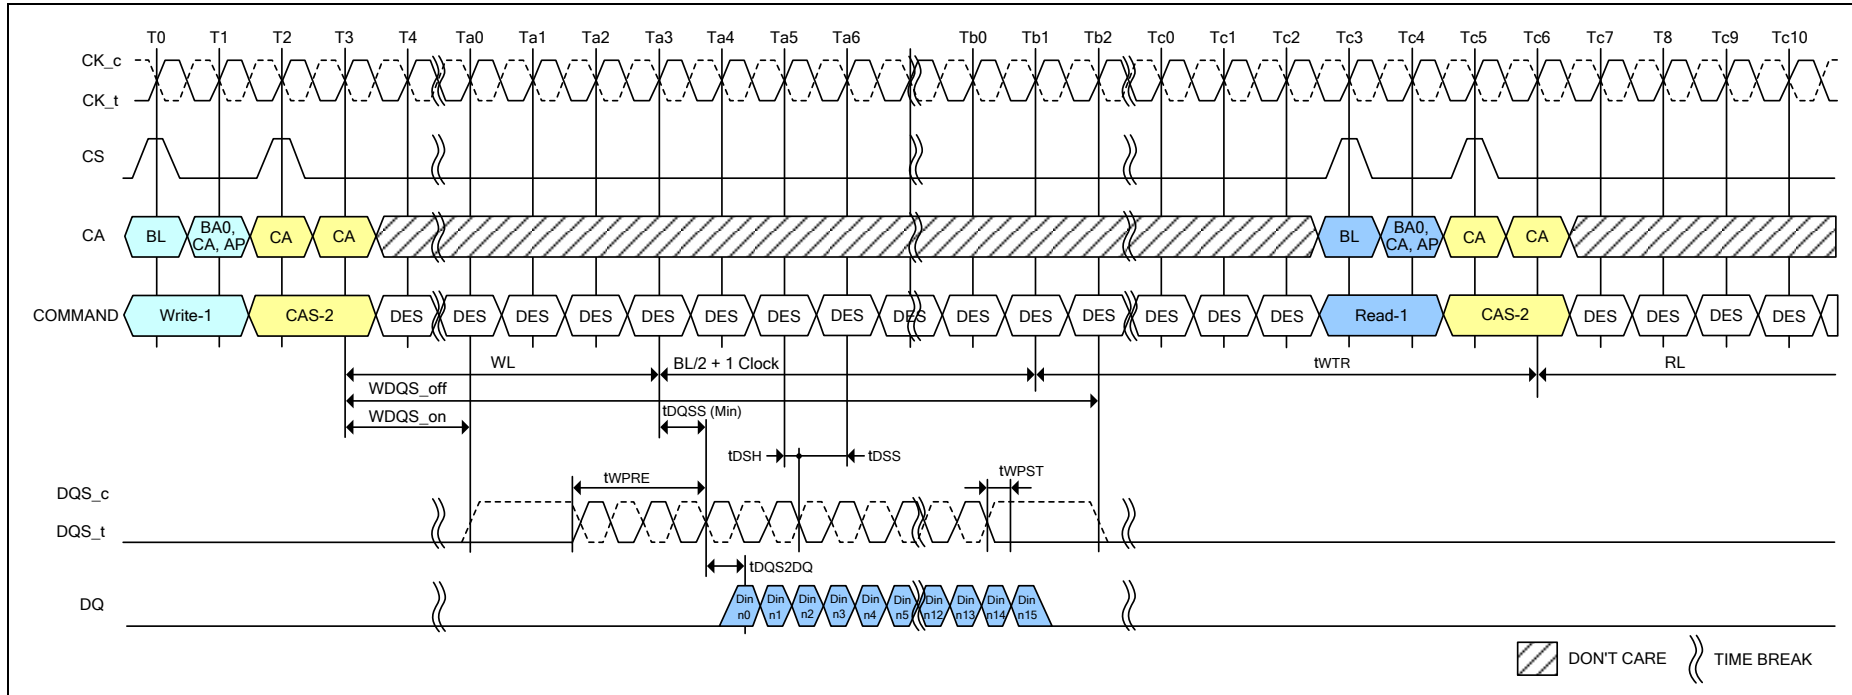 T0 T1 T2 T3 T4 Ta0 Ta1 Ta2 Ta3 Ta4 Ta5 Ta6 Tb0 Tb1 Tb2 Tc0 Tc1 Tc2 Tc3 Tc4 Tc5 Tc6 Tc7 T8 Tc9 Tc10
CK_c
CK_t
CS
CA BL BA0, CA, AP CA CA BL BA0, CA, AP CA CA
COMMAND Write-1 CAS-2 DES DES DES DES DES DES DES DES DES DES DES DES DES DES DES Read-1 CAS-2 DES DES DES DES
WL BL/2 + 1 Clock tWTR RL
WDQS_off
WDQS_on tDQSS (Min)
tDSH tDSS
tWPRE tWPST
DQS_c
DQS_t
tDQS2DQ
DQ Din n0 Din n1 Din n2 Din n3 Din n4 Din n5 Din n12 Din n13 Din n14 Din n15
DON'T CARE TIME BREAK